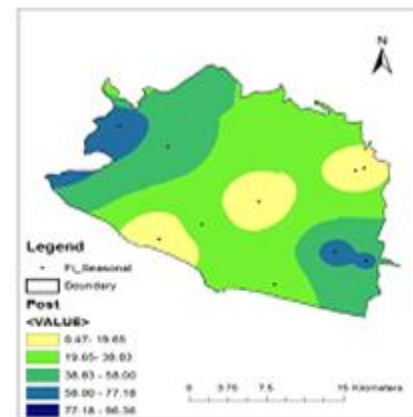 N
Legend
Fl_Seasonal
Boundary
Post
<VALUE>
0.47- 19.65
19.65- 38.83
38.83 - 58.00
58.00 - 77.18
77.18 - 96.36
0 3.75 7.5 15 Kilometers